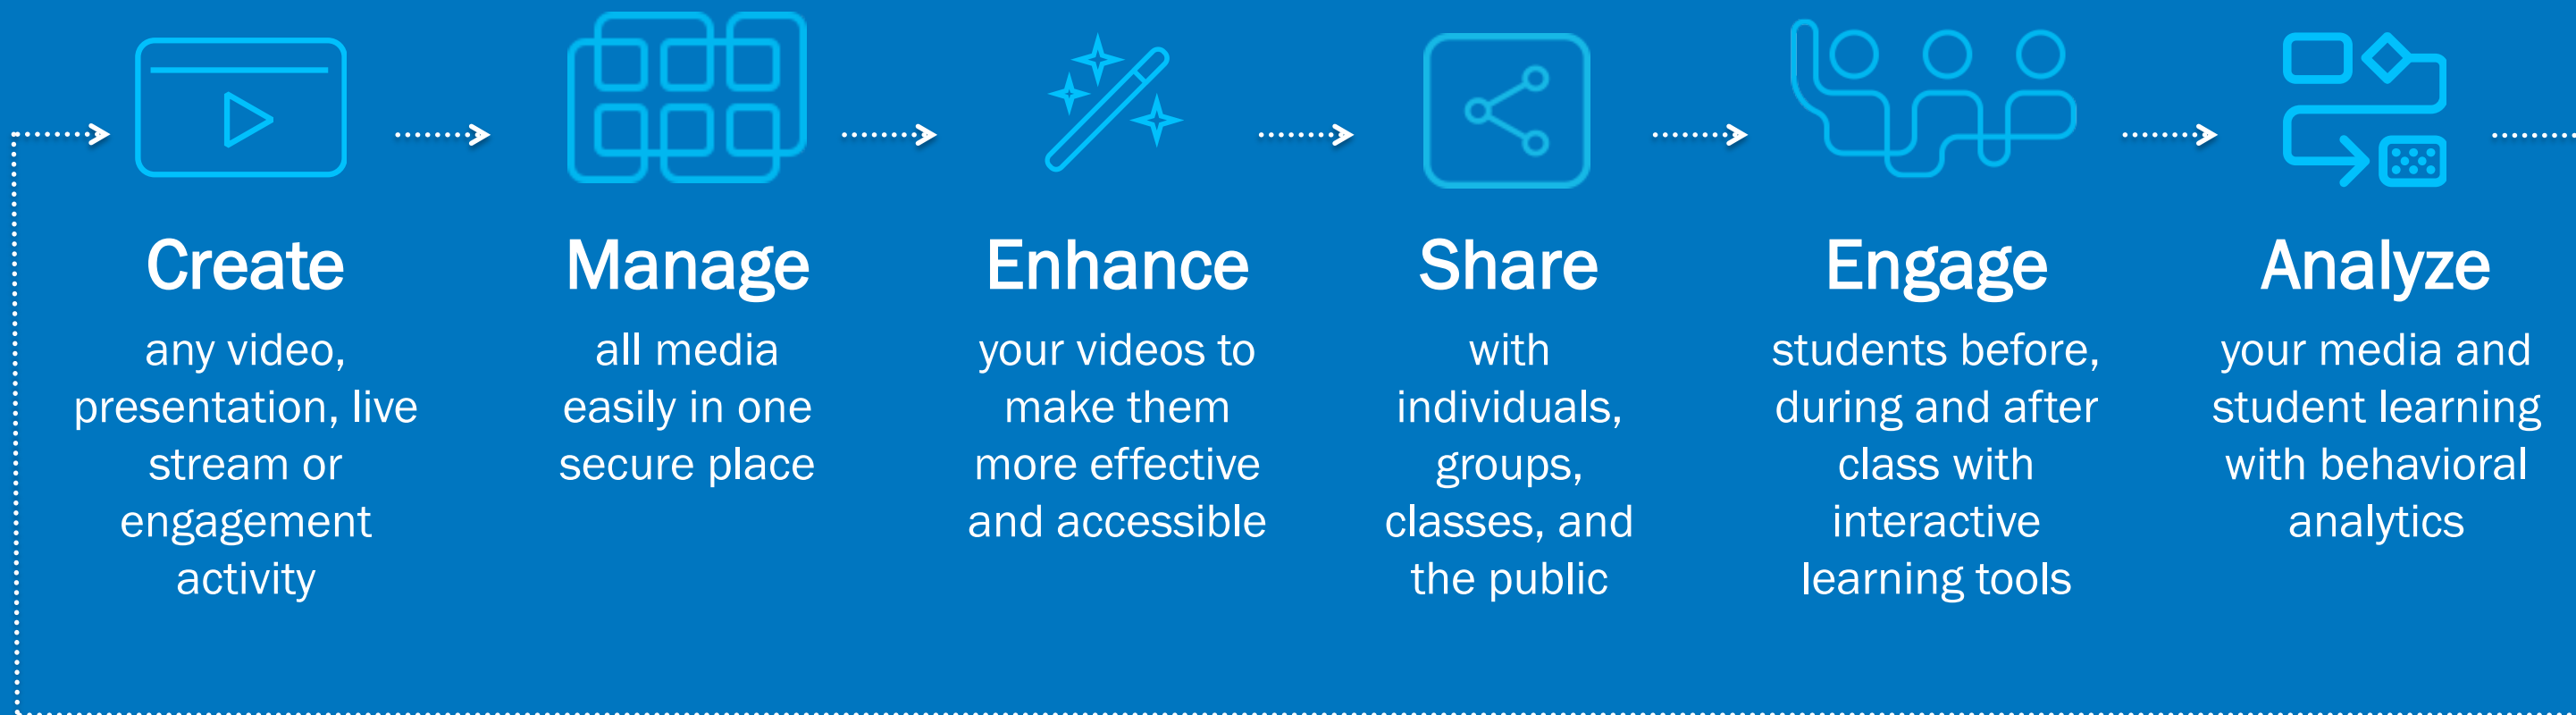 Create
any video,
presentation, live
stream or
engagement
activity
Manage
all media
easily in one
secure place
Enhance
your videos to
make them
more effective
and accessible
Share
with
individuals,
groups,
classes, and
the public
Engage
students before,
during and after
class with
interactive
learning tools
Analyze
your media and
student learning
with behavioral
analytics